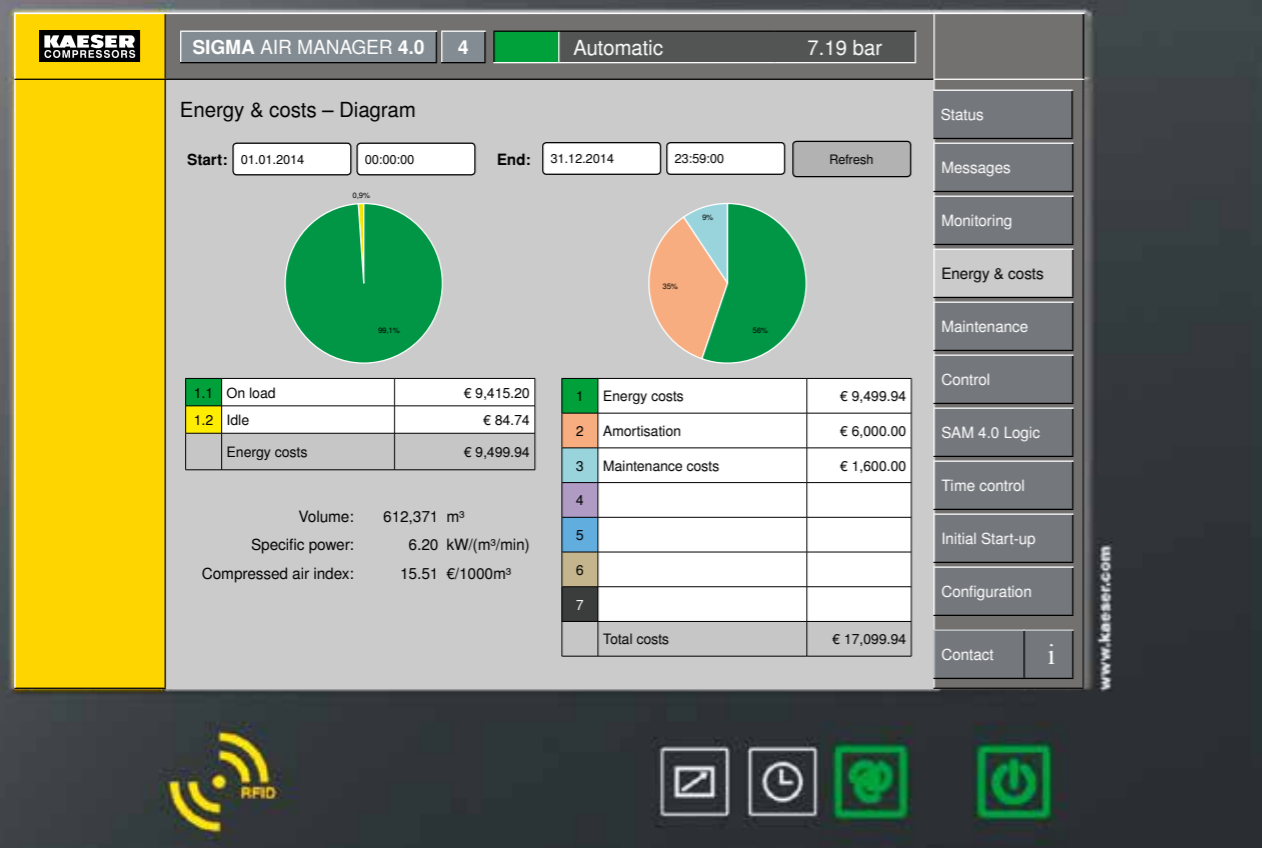 KAESER
COMPRESSORS
SIGMA AIR MANAGER 4.0 4 Automatic 7.19 bar
Energy & costs – Diagram
Start: 01.01.2014 00:00:00 End: 31.12.2014 23:59:00 Refresh
0,9%
99,1%
9%
35%
56%
1.1 On load € 9,415.20
1.2 Idle € 84.74
Energy costs € 9,499.94
Volume: 612,371 m³
Specific power: 6.20 kW/(m³/min)
Compressed air index: 15.51 €/1000m³
1 Energy costs € 9,499.94
2 Amortisation € 6,000.00
3 Maintenance costs € 1,600.00
4
5
6
7
Total costs € 17,099.94
Status
Messages
Monitoring
Energy & costs
Maintenance
Control
SAM 4.0 Logic
Time control
Initial Start-up
Configuration
Contact i
www.kaeser.com
RFID